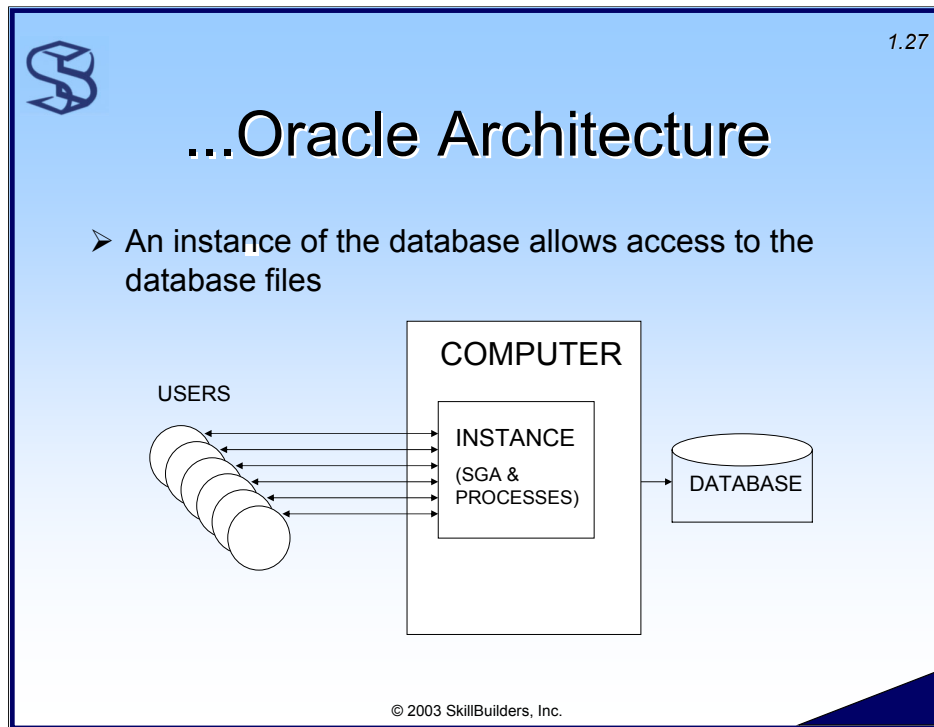 1.27
...Oracle Architecture
➢ An instance of the database allows access to the
database files
COMPUTER
USERS
INSTANCE
(SGA &
PROCESSES)
DATABASE
© 2003 SkillBuilders, Inc.